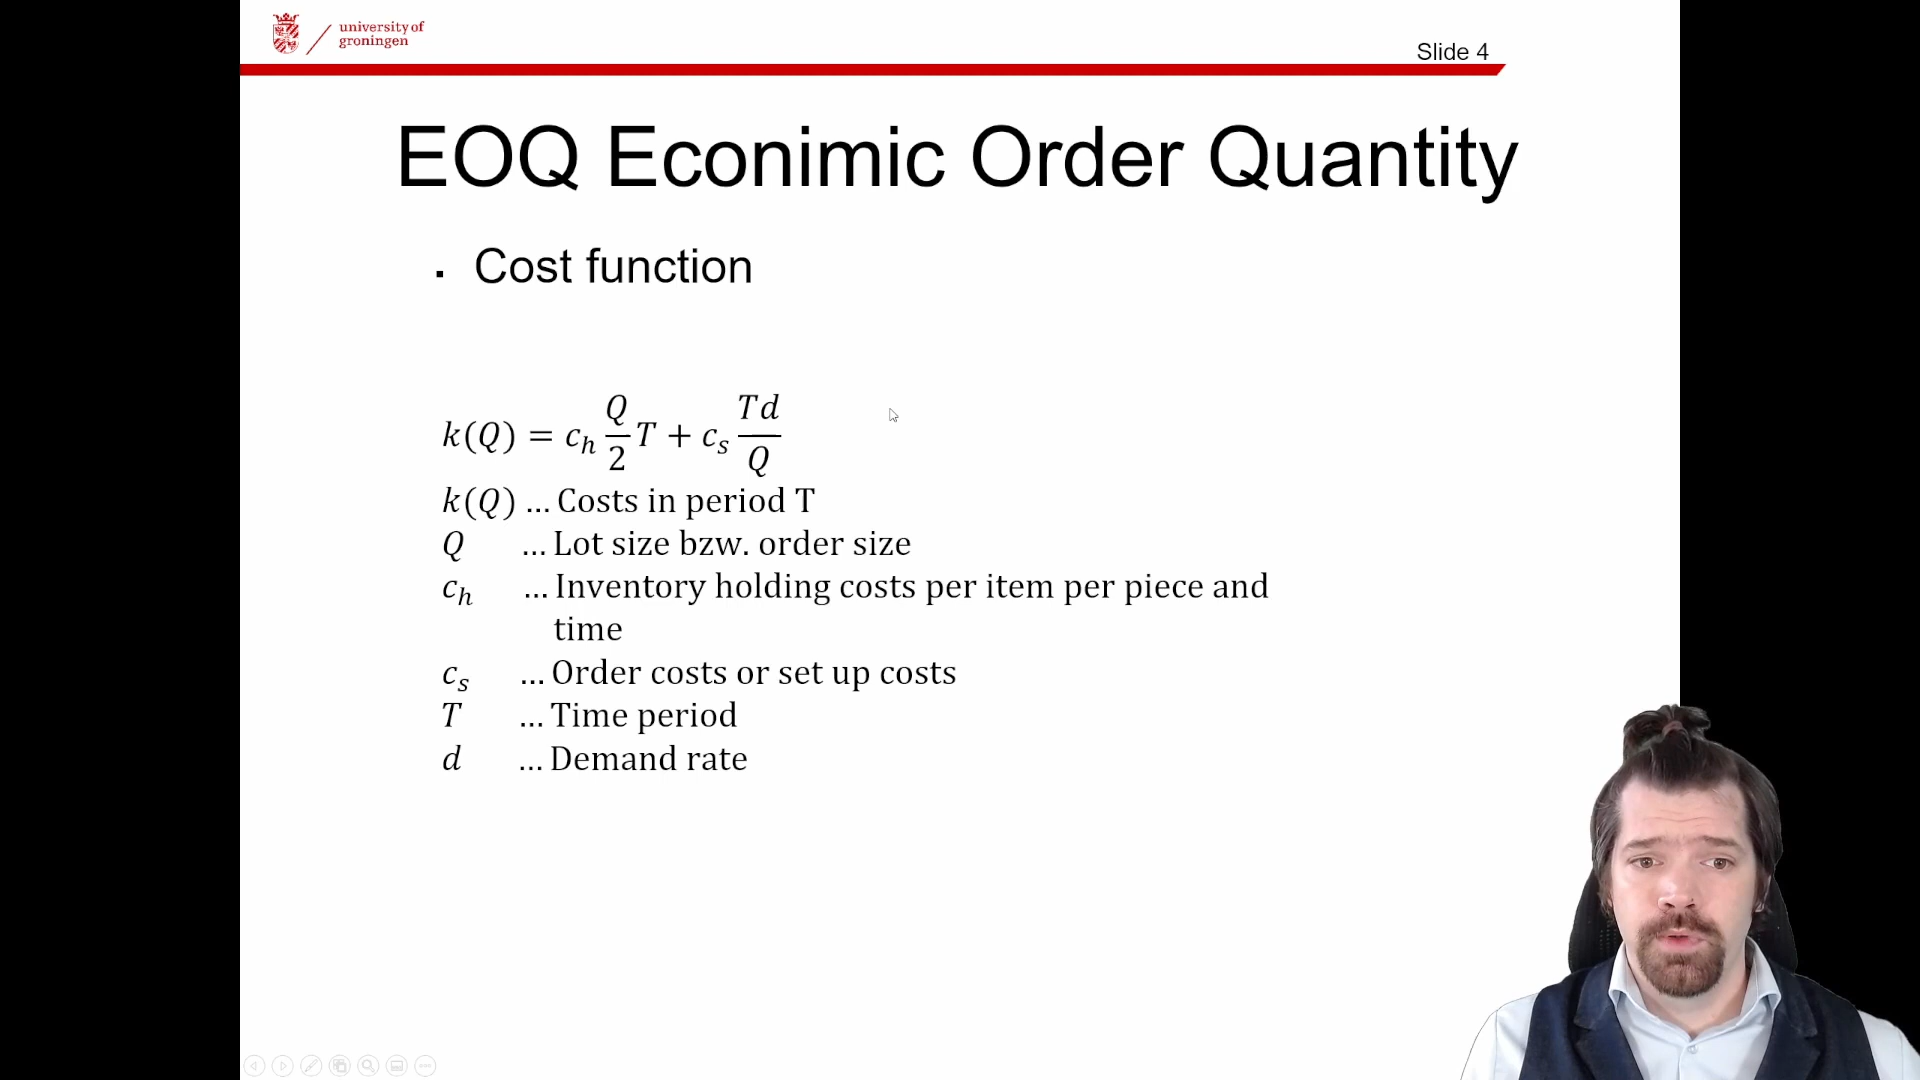 university of
groningen
Slide 4
EOQ Econimic Order Quantity
▪ Cost function
k(Q) = c_h Q/2 T + c_s Td/Q
k(Q) ... Costs in period T
Q ... Lot size bzw. order size
c_h ... Inventory holding costs per item per piece and
time
c_s ... Order costs or set up costs
T ... Time period
d ... Demand rate